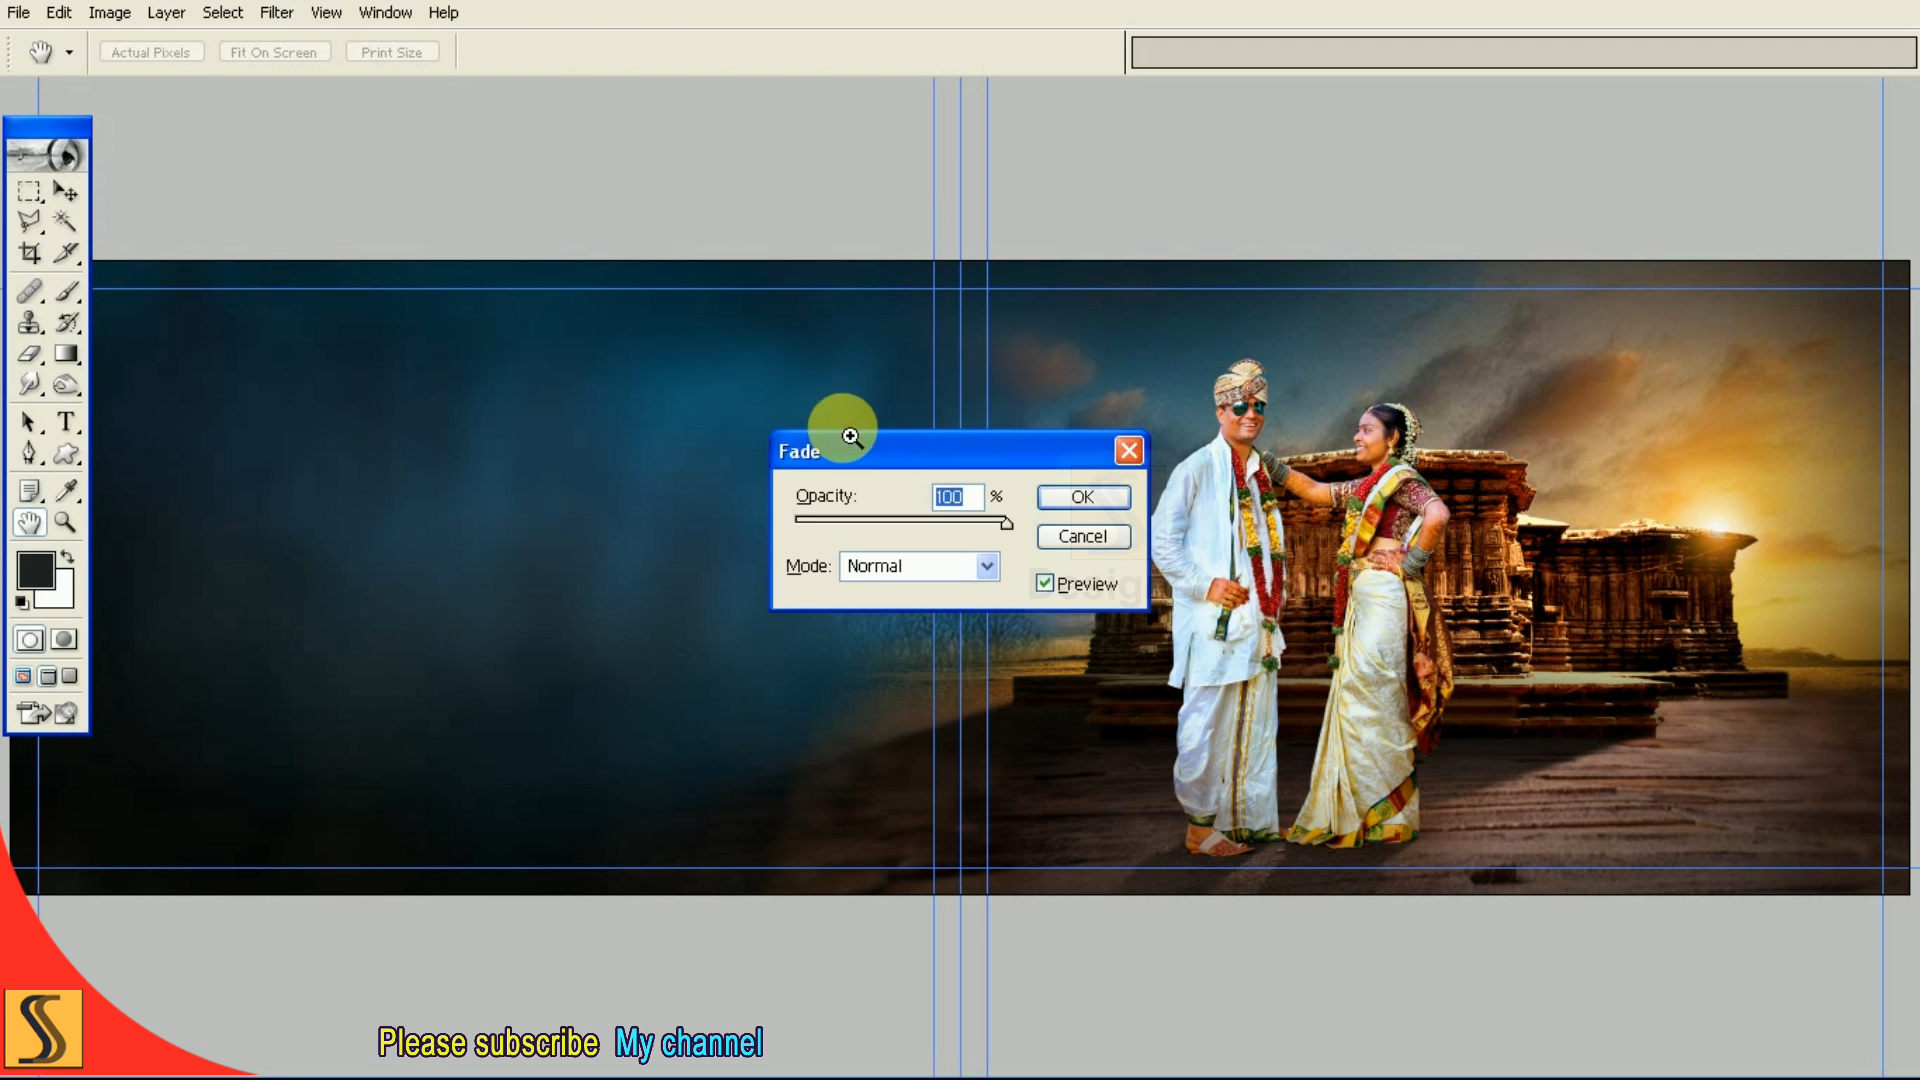 File Edit Image Layer Select Filter View Window Help
Actual Pixels Fit On Screen Print Size
Fade
Opacity: 100 % OK
Cancel
Mode: Normal
Preview
Please subscribe My channel